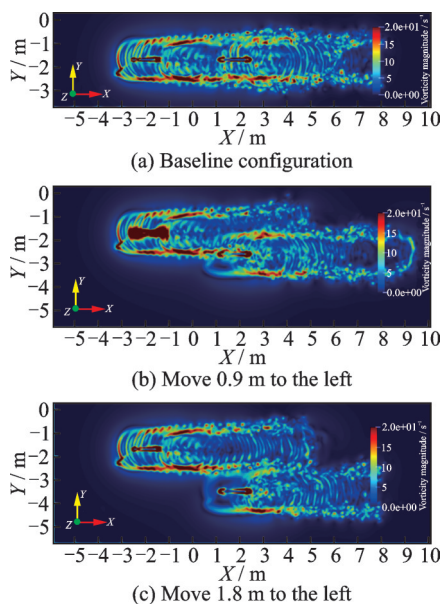 Y / m
0
−1
−2
−3
Y
Z X
Vorticity magnitude / s⁻¹
2.0e+01
15
10
5
0.0e+00
−5 −4 −3 −2 −1 0 1 2 3 4 5 6 7 8 9 10
X / m
(a) Baseline configuration
Y / m
0
−1
−2
−3
−4
−5
Y
Z X
Vorticity magnitude / s⁻¹
2.0e+01
15
10
5
0.0e+00
−5 −4 −3 −2 −1 0 1 2 3 4 5 6 7 8 9 10
X / m
(b) Move 0.9 m to the left
Y / m
0
−1
−2
−3
−4
−5
Y
Z X
Vorticity magnitude / s⁻¹
2.0e+01
15
10
5
0.0e+00
−5 −4 −3 −2 −1 0 1 2 3 4 5 6 7 8 9 10
X / m
(c) Move 1.8 m to the left